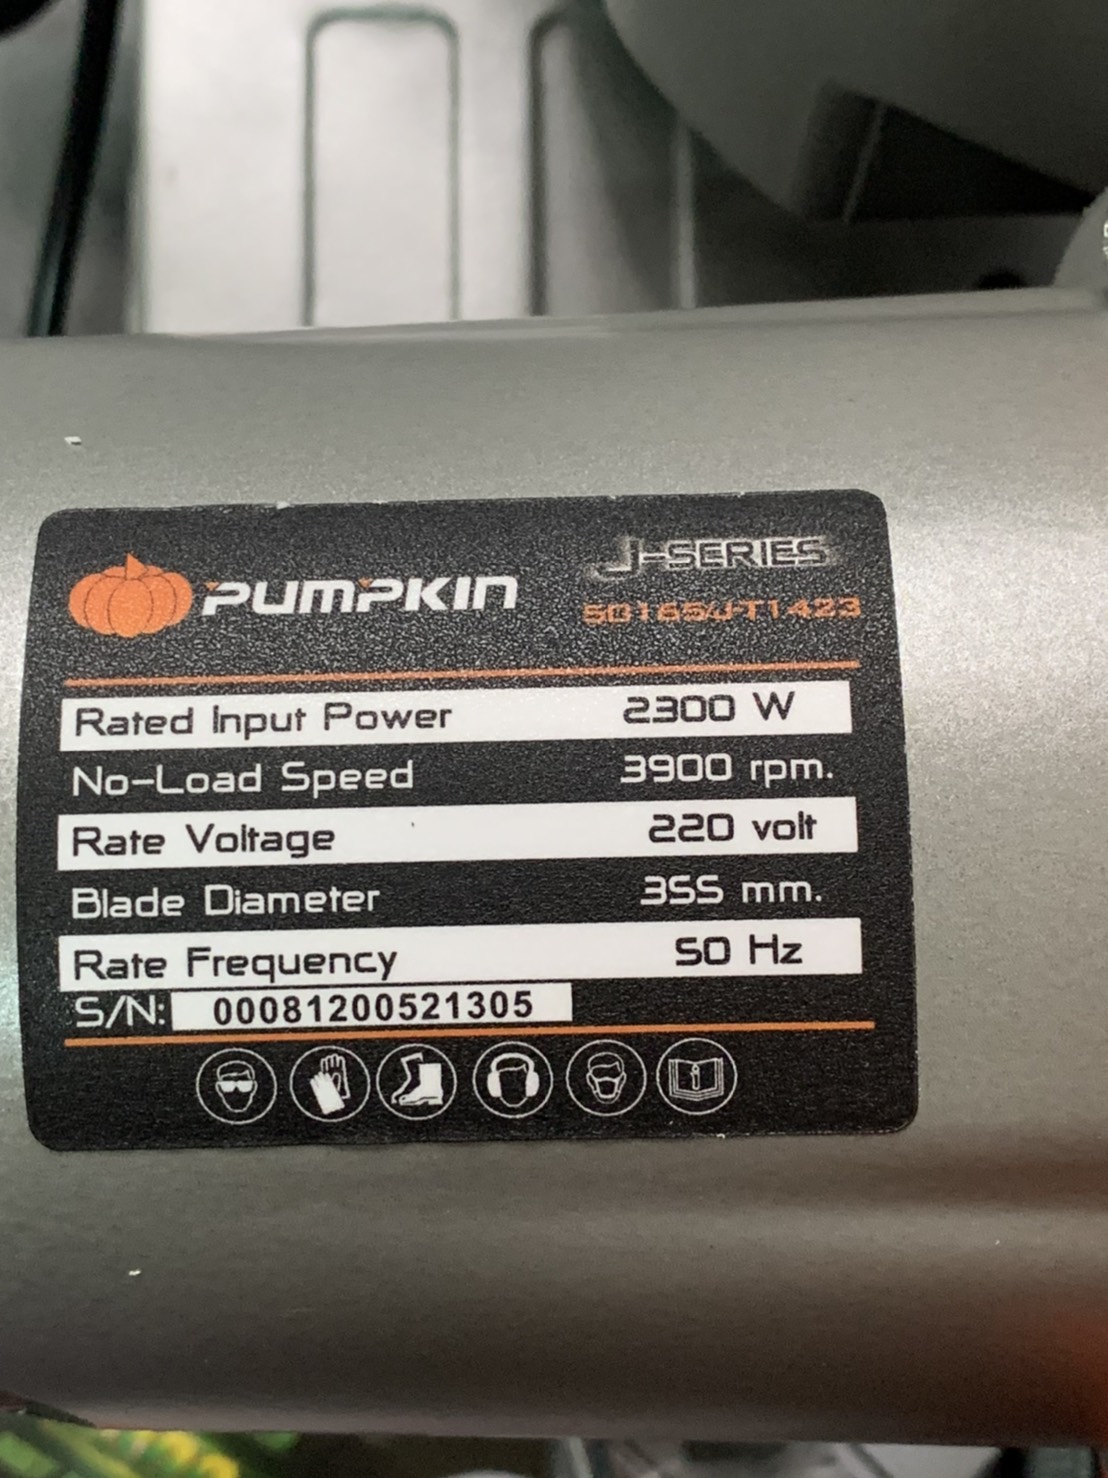 PUMPKIN
J-SERIES
50165/J-T1423
Rated Input Power 2300 W
No-Load Speed 3900 rpm.
Rate Voltage 220 volt
Blade Diameter 355 mm.
Rate Frequency 50 Hz
S/N: 00081200521305